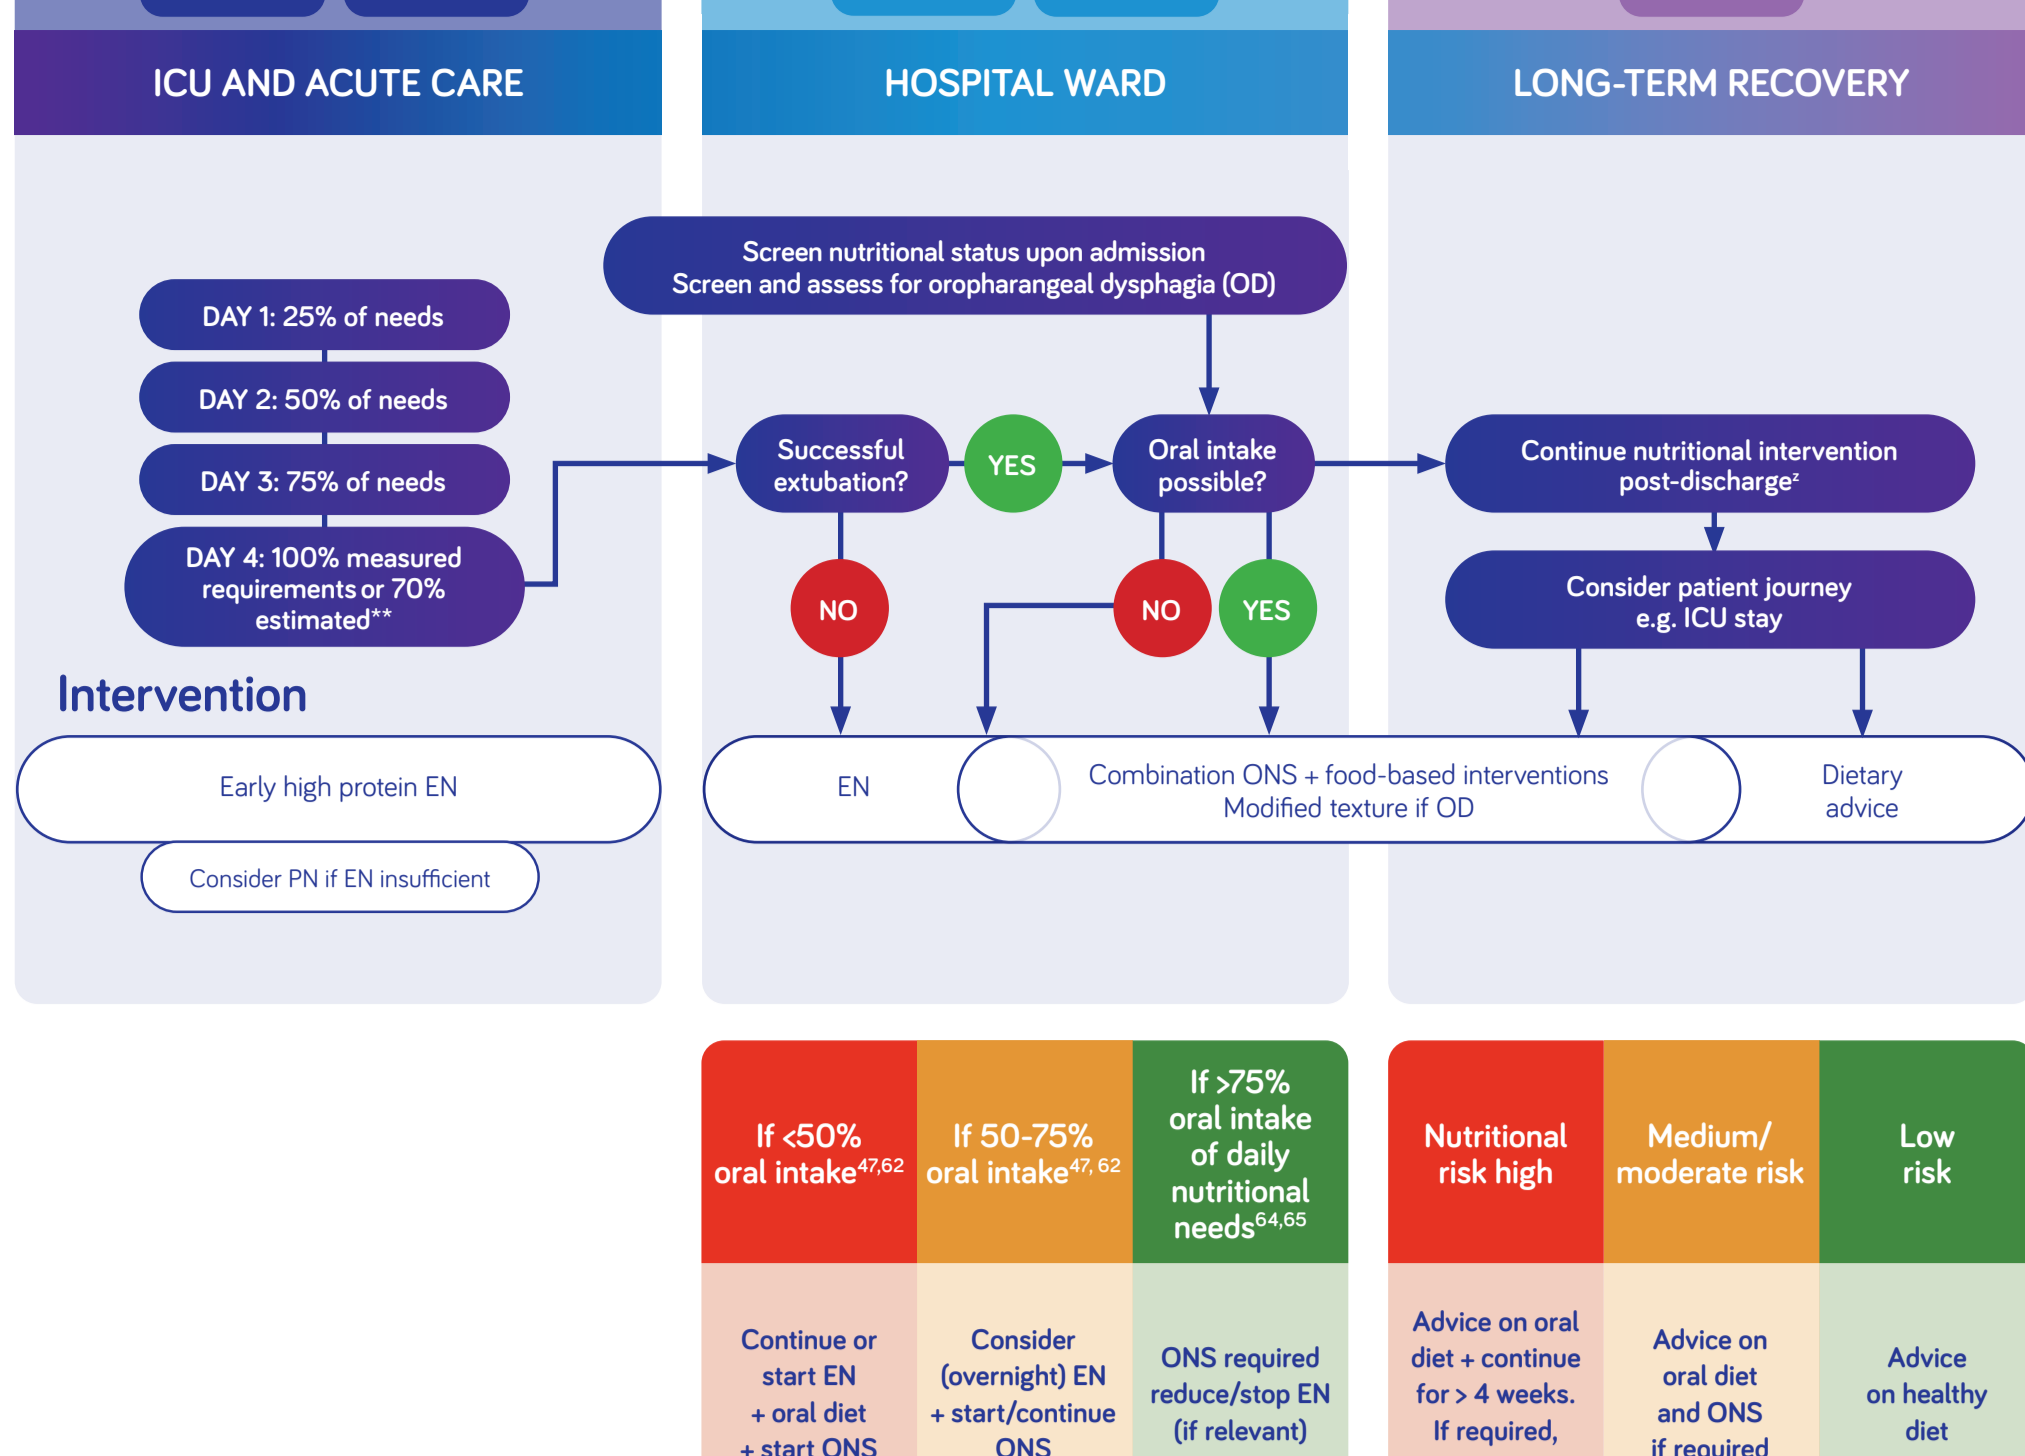 ICU AND ACUTE CARE
HOSPITAL WARD
LONG-TERM RECOVERY
Screen nutritional status upon admission
Screen and assess for oropharangeal dysphagia (OD)
DAY 1: 25% of needs
DAY 2: 50% of needs
DAY 3: 75% of needs
DAY 4: 100% measured
requirements or 70%
estimated**
Successful
extubation?
YES
Oral intake
possible?
Continue nutritional intervention
post-dischargeᶻ
NO
NO
YES
Consider patient journey
e.g. ICU stay
Intervention
Early high protein EN
Consider PN if EN insufficient
EN
Combination ONS + food-based interventions
Modified texture if OD
Dietary
advice
If <50%
oral intake⁴⁷,⁶²
If 50-75%
oral intake⁴⁷, ⁶²
If >75%
oral intake
of daily
nutritional
needs⁶⁴,⁶⁵
Nutritional
risk high
Medium/
moderate risk
Low
risk
Continue or
start EN
+ oral diet
+ start ONS
Consider
(overnight) EN
+ start/continue
ONS
ONS required
reduce/stop EN
(if relevant)
Advice on oral
diet + continue
for > 4 weeks.
If required,
Advice on
oral diet
and ONS
if required
Advice
on healthy
diet